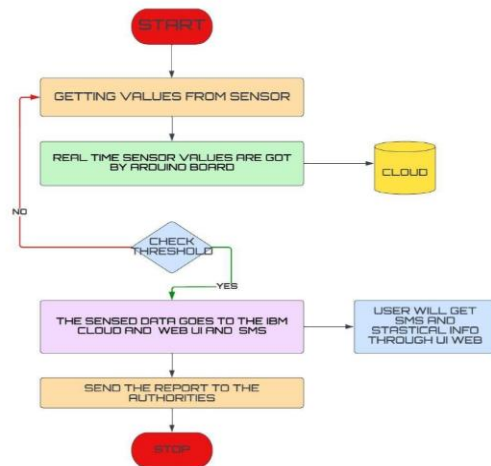 START
GETTING VALUES FROM SENSOR
REAL TIME SENSOR VALUES ARE GOT
BY ARDUINO BOARD
CLOUD
NO
CHECK
THRESHOLD
YES
THE SENSED DATA GOES TO THE IBM
CLOUD AND WEB UI AND SMS
USER WILL GET
SMS AND
STASTICAL INFO
THROUGH UI WEB
SEND THE REPORT TO THE
AUTHORITIES
STOP